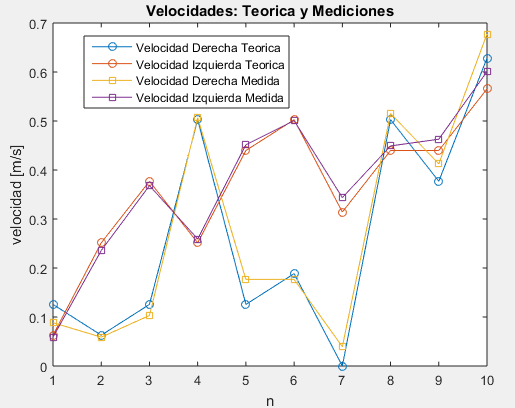 Velocidades: Teorica y Mediciones
0.7
0.6
0.5
0.4
0.3
0.2
0.1
0
velocidad [m/s]
Velocidad Derecha Teorica
Velocidad Izquierda Teorica
Velocidad Derecha Medida
Velocidad Izquierda Medida
1 2 3 4 5 6 7 8 9 10
n